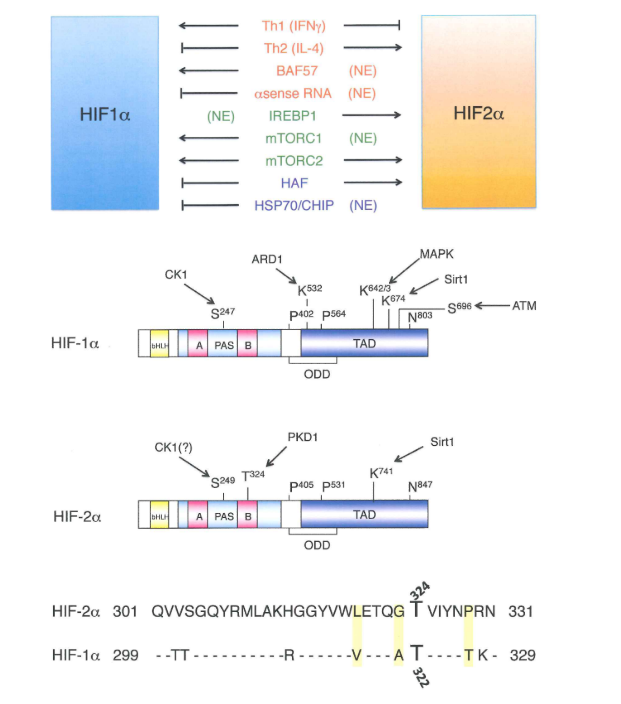 Th1 (IFNγ)
Th2 (IL-4)
BAF57 (NE)
αsense RNA (NE)
HIF1α (NE) IREBP1 HIF2α
mTORC1 (NE)
mTORC2
HAF
HSP70/CHIP (NE)
MAPK
ARD1
CK1 Sirt1
K532 K642/3
K674
S247 S696 ATM
P402 P564 N803
HIF-1α bHLH A PAS B TAD
ODD
PKD1
CK1(?) Sirt1
S249 T324 K741
P405 P531 N847
HIF-2α bHLH A PAS B TAD
ODD
324
HIF-2α 301 QVVSGQYRMLAKHGGYVWLETQG T VIYNPRN 331
HIF-1α 299 --TT---------R-----V---A T ----TK- 329
322